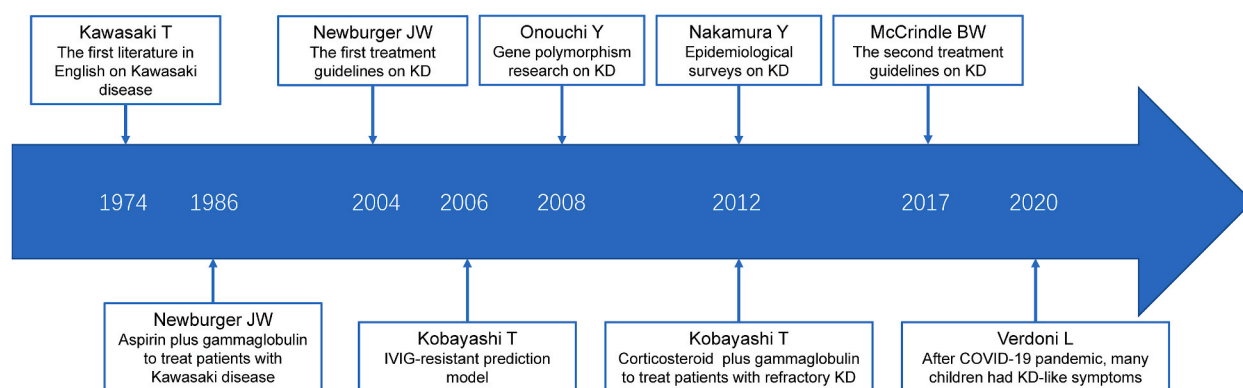 Kawasaki T
The first literature in
English on Kawasaki
disease
Newburger JW
The first treatment
guidelines on KD
Onouchi Y
Gene polymorphism
research on KD
Nakamura Y
Epidemiological
surveys on KD
McCrindle BW
The second treatment
guidelines on KD
1974
1986
2004
2006
2008
2012
2017
2020
Newburger JW
Aspirin plus gammaglobulin
to treat patients with
Kawasaki disease
Kobayashi T
IVIG-resistant prediction
model
Kobayashi T
Corticosteroid plus gammaglobulin
to treat patients with refractory KD
Verdoni L
After COVID-19 pandemic, many
children had KD-like symptoms